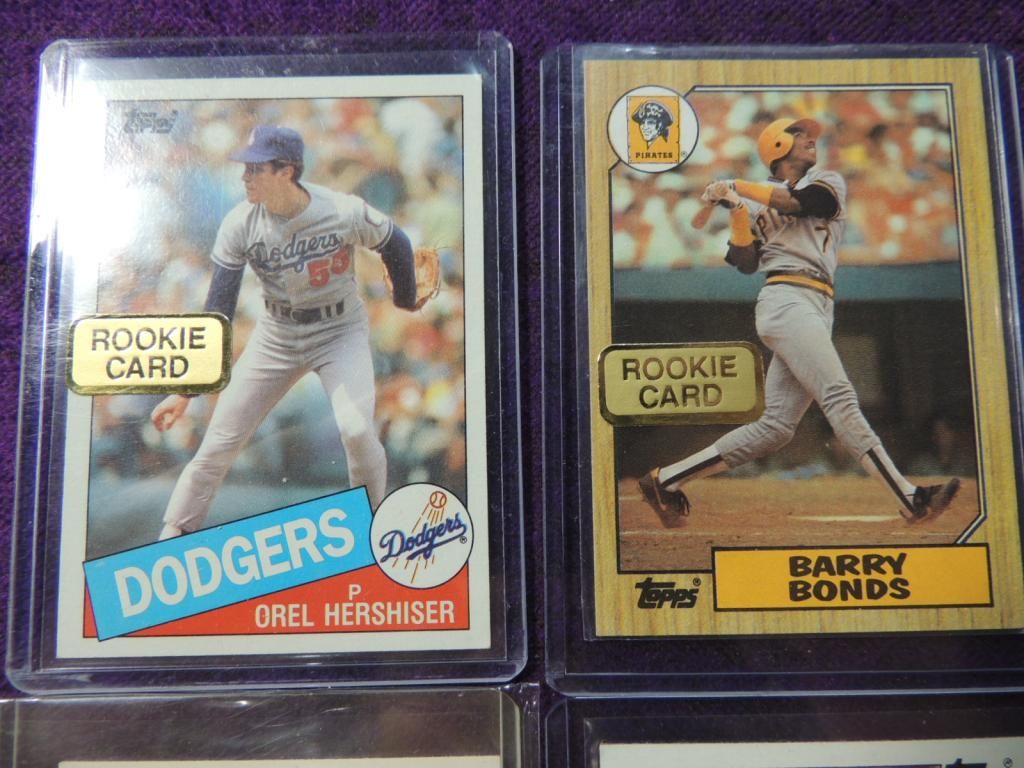 Topps
Dodgers
55
ROOKIE
CARD
DODGERS
Dodgers
P
OREL HERSHISER
PIRATES
ROOKIE
CARD
Topps
BARRY
BONDS